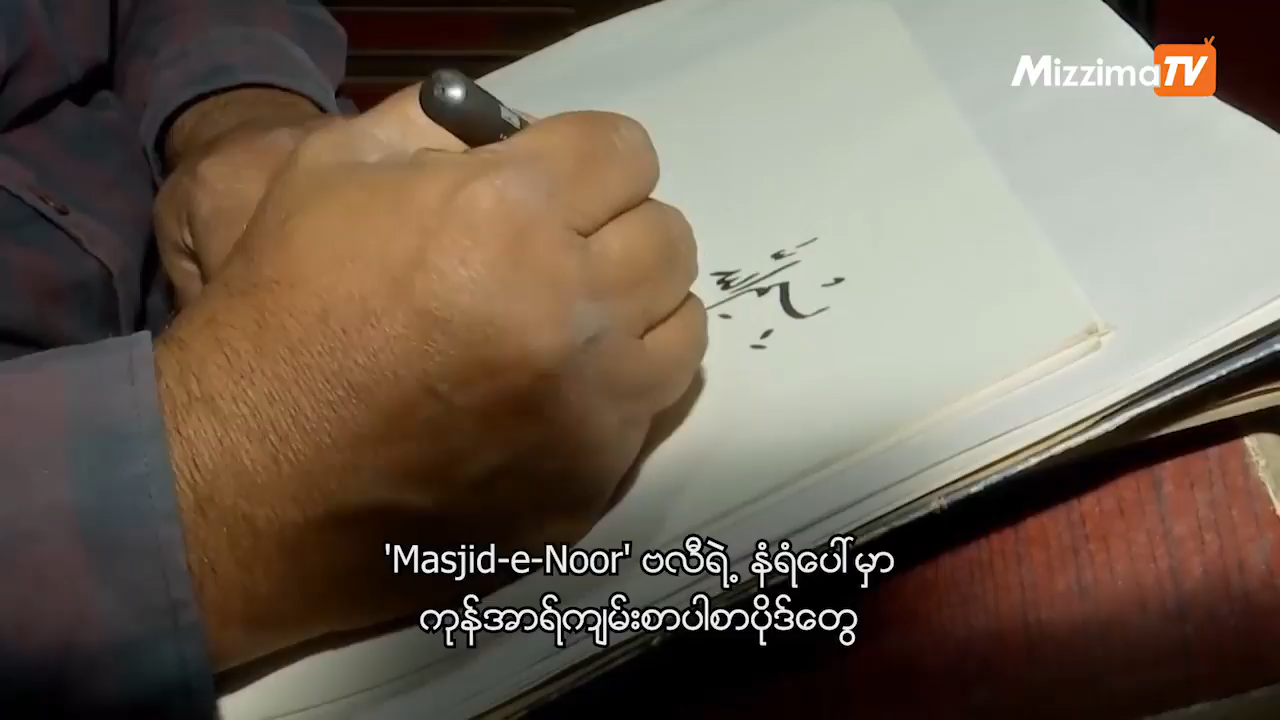 MizzimaTV
'Masjid-e-Noor' ဗလီရဲ့ နံရံပေါ်မှာ
ကုန်အာရ်ကျမ်းစာပါစာပိုဒ်တွေ